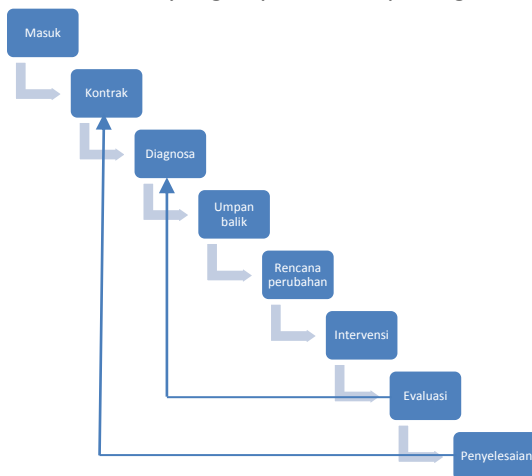 Masuk
Kontrak
Diagnosa
Umpan
balik
Rencana
perubahan
Intervensi
Evaluasi
Penyelesaian